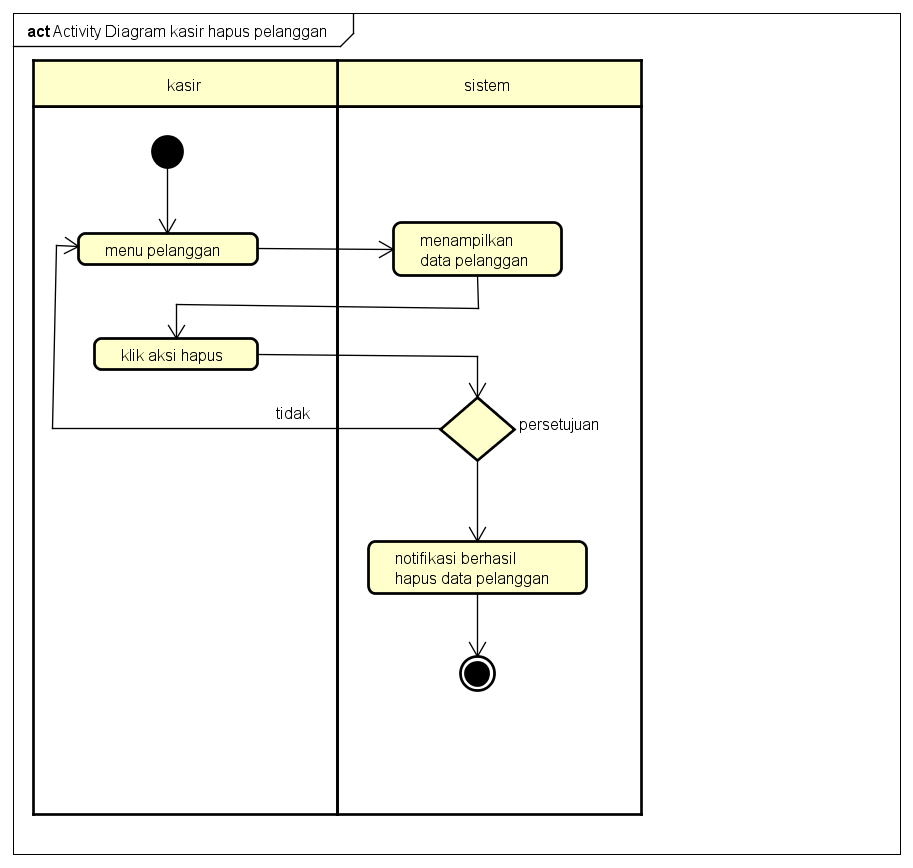 act Activity Diagram kasir hapus pelanggan
kasir
sistem
menu pelanggan
menampilkan
data pelanggan
klik aksi hapus
tidak
persetujuan
notifikasi berhasil
hapus data pelanggan